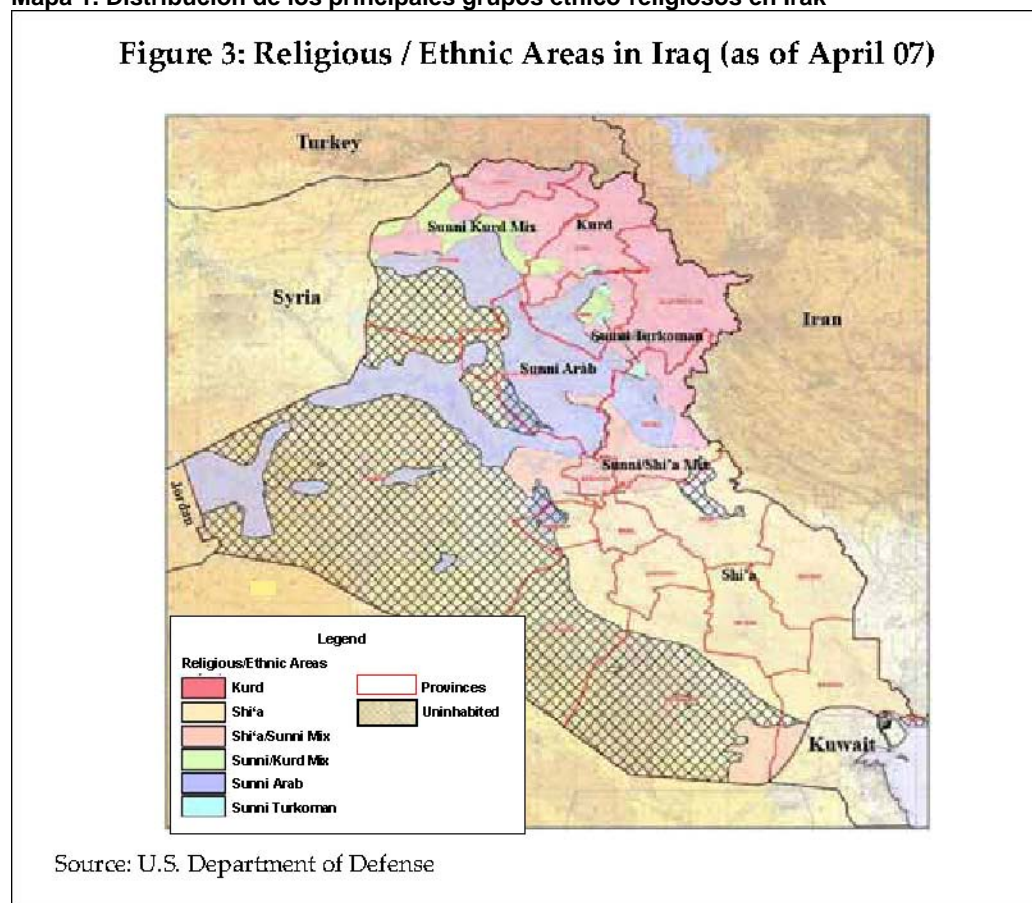 Mapa 1. Distribución de los principales grupos étnico religiosos en Irak
Figure 3: Religious / Ethnic Areas in Iraq (as of April 07)
Turkey
Sunni Kurd Mix
Kurd
Syria
Iran
Sunni/Turkoman
Sunni Arab
Sunni/Shi'a Mix
Jordan
Shi'a
Legend
Religious/Ethnic Areas
Kurd
Provinces
Shi'a
Uninhabited
Shi'a/Sunni Mix
Sunni/Kurd Mix
Sunni Arab
Sunni Turkoman
Kuwait
Source: U.S. Department of Defense